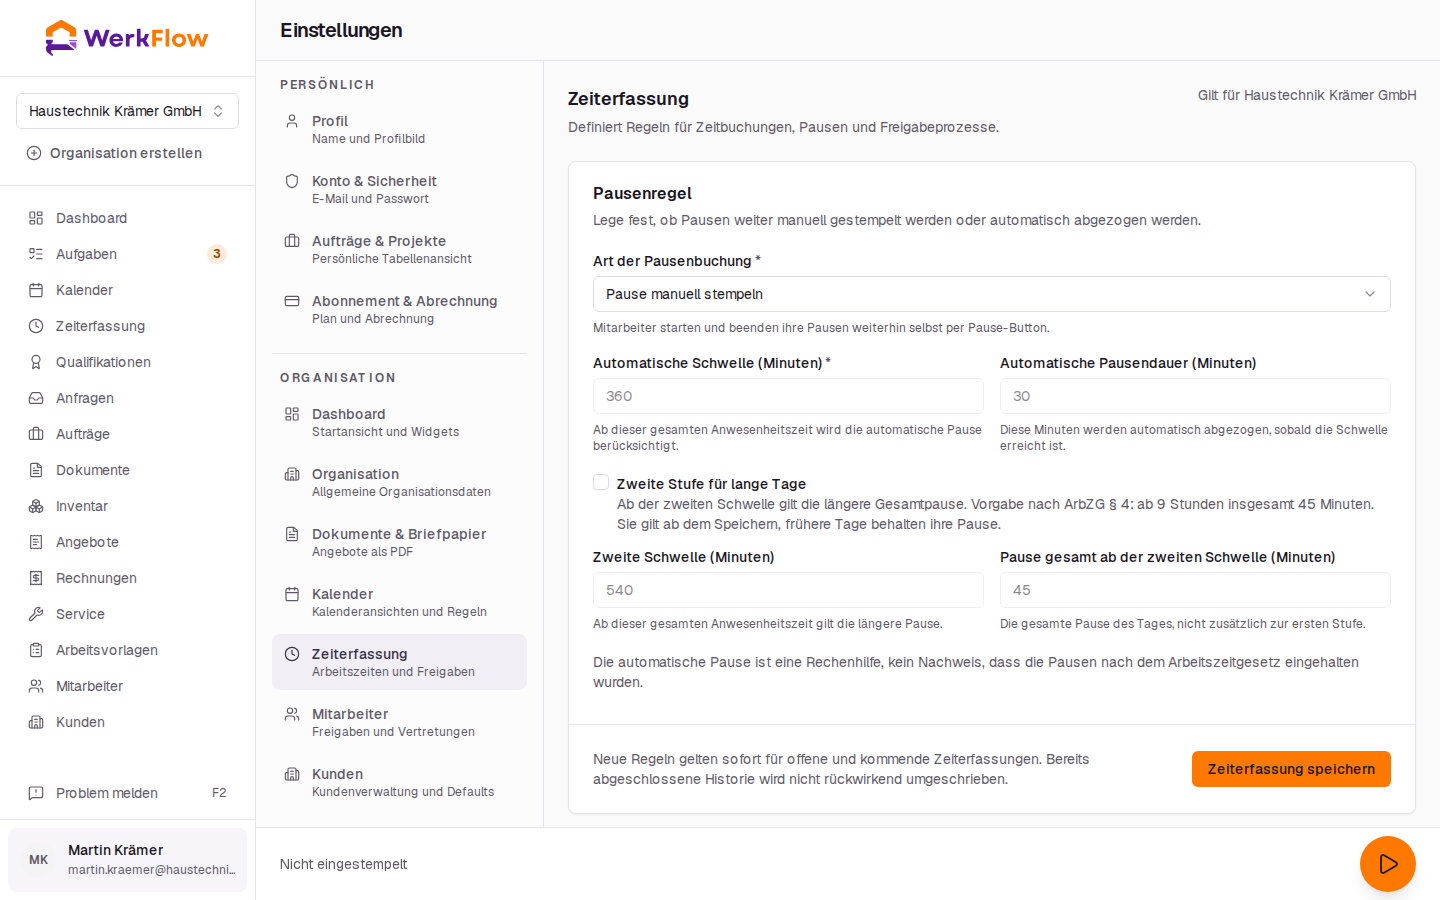 WerkFlow
Haustechnik Krämer GmbH
Organisation erstellen
Dashboard
Aufgaben 3
Kalender
Zeiterfassung
Qualifikationen
Anfragen
Aufträge
Dokumente
Inventar
Angebote
Rechnungen
Service
Arbeitsvorlagen
Mitarbeiter
Kunden
Problem melden F2
MK
Martin Krämer
martin.kraemer@haustechni...
Einstellungen
PERSÖNLICH
Profil
Name und Profilbild
Konto & Sicherheit
E-Mail und Passwort
Aufträge & Projekte
Persönliche Tabellenansicht
Abonnement & Abrechnung
Plan und Abrechnung
ORGANISATION
Dashboard
Startansicht und Widgets
Organisation
Allgemeine Organisationsdaten
Dokumente & Briefpapier
Angebote als PDF
Kalender
Kalenderansichten und Regeln
Zeiterfassung
Arbeitszeiten und Freigaben
Mitarbeiter
Freigaben und Vertretungen
Kunden
Kundenverwaltung und Defaults
Zeiterfassung
Gilt für Haustechnik Krämer GmbH
Definiert Regeln für Zeitbuchungen, Pausen und Freigabeprozesse.
Pausenregel
Lege fest, ob Pausen weiter manuell gestempelt werden oder automatisch abgezogen werden.
Art der Pausenbuchung *
Pause manuell stempeln
Mitarbeiter starten und beenden ihre Pausen weiterhin selbst per Pause-Button.
Automatische Schwelle (Minuten) *
360
Ab dieser gesamten Anwesenheitszeit wird die automatische Pause
berücksichtigt.
Automatische Pausendauer (Minuten)
30
Diese Minuten werden automatisch abgezogen, sobald die Schwelle
erreicht ist.
Zweite Stufe für lange Tage
Ab der zweiten Schwelle gilt die längere Gesamtpause. Vorgabe nach ArbZG § 4: ab 9 Stunden insgesamt 45 Minuten.
Sie gilt ab dem Speichern, frühere Tage behalten ihre Pause.
Zweite Schwelle (Minuten)
540
Ab dieser gesamten Anwesenheitszeit gilt die längere Pause.
Pause gesamt ab der zweiten Schwelle (Minuten)
45
Die gesamte Pause des Tages, nicht zusätzlich zur ersten Stufe.
Die automatische Pause ist eine Rechenhilfe, kein Nachweis, dass die Pausen nach dem Arbeitszeitgesetz eingehalten
wurden.
Neue Regeln gelten sofort für offene und kommende Zeiterfassungen. Bereits
abgeschlossene Historie wird nicht rückwirkend umgeschrieben.
Zeiterfassung speichern
Nicht eingestempelt